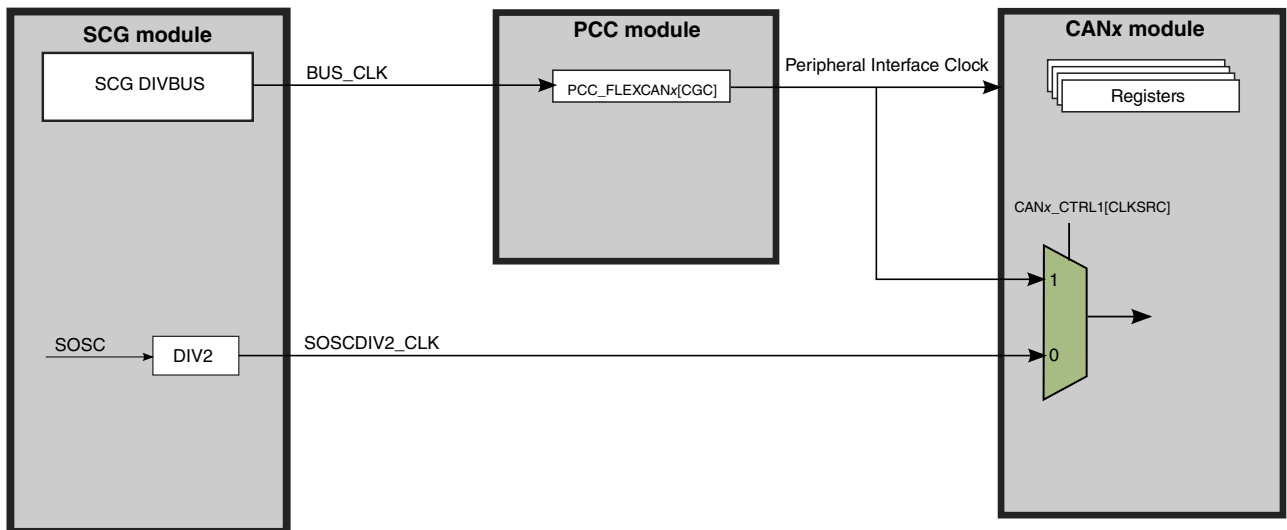 SCG module
SCG DIVBUS
BUS_CLK
PCC module
PCC_FLEXCANx[CGC]
Peripheral Interface Clock
CANx module
Registers
CANx_CTRL1[CLKSRC]
1
0
SOSC
DIV2
SOSCDIV2_CLK